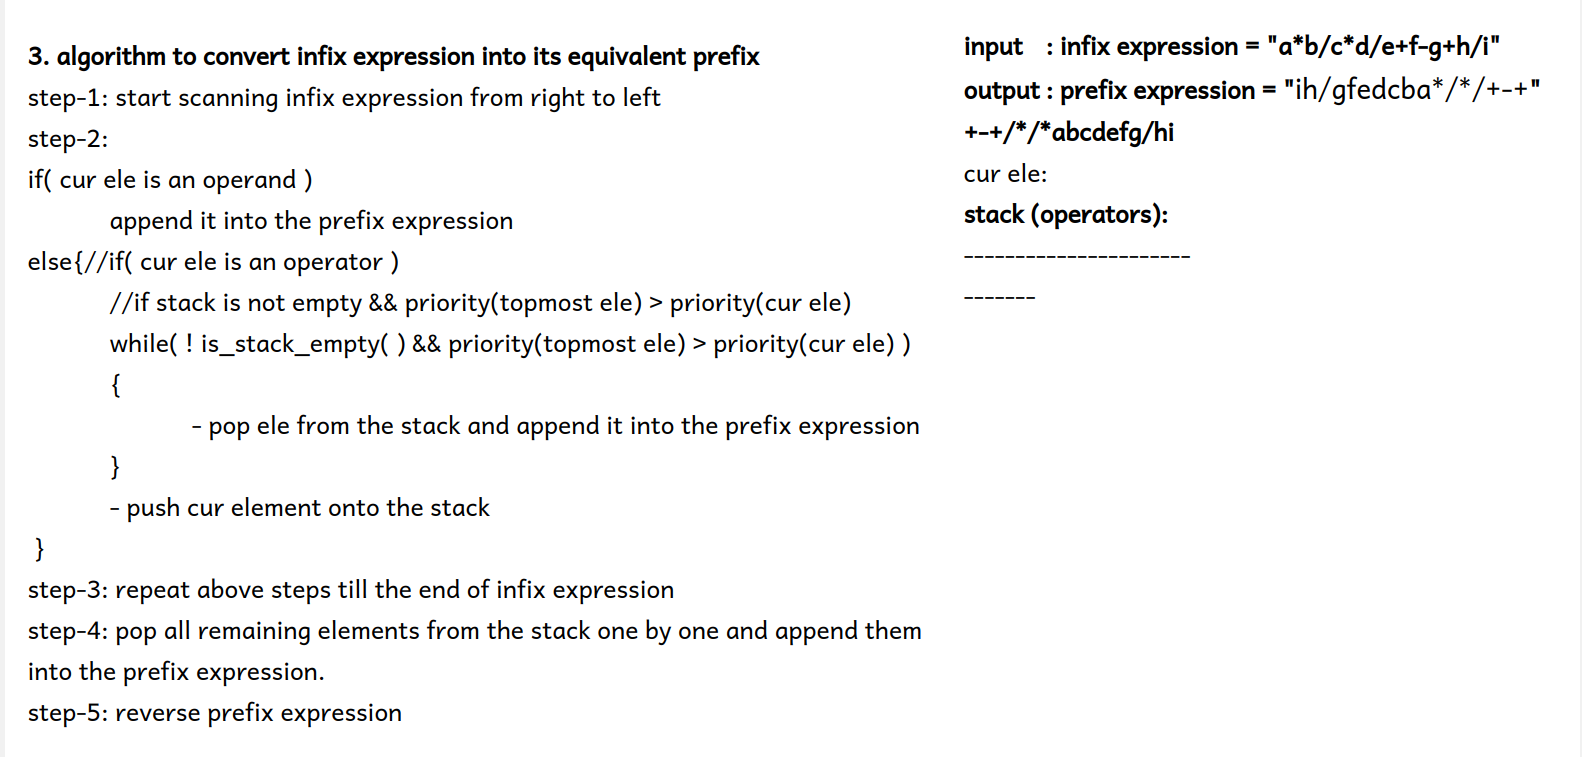 3. algorithm to convert infix expression into its equivalent prefix
step-1: start scanning infix expression from right to left
step-2:
if( cur ele is an operand )
append it into the prefix expression
else{//if( cur ele is an operator )
//if stack is not empty && priority(topmost ele) > priority(cur ele)
while( ! is_stack_empty( ) && priority(topmost ele) > priority(cur ele) )
{
- pop ele from the stack and append it into the prefix expression
}
- push cur element onto the stack
}
step-3: repeat above steps till the end of infix expression
step-4: pop all remaining elements from the stack one by one and append them
into the prefix expression.
step-5: reverse prefix expression
input : infix expression = "a*b/c*d/e+f-g+h/i"
output : prefix expression = "ih/gfedcba*/*/+-+"
+-+/*/*abcdefg/hi
cur ele:
stack (operators):
----------------------
-------